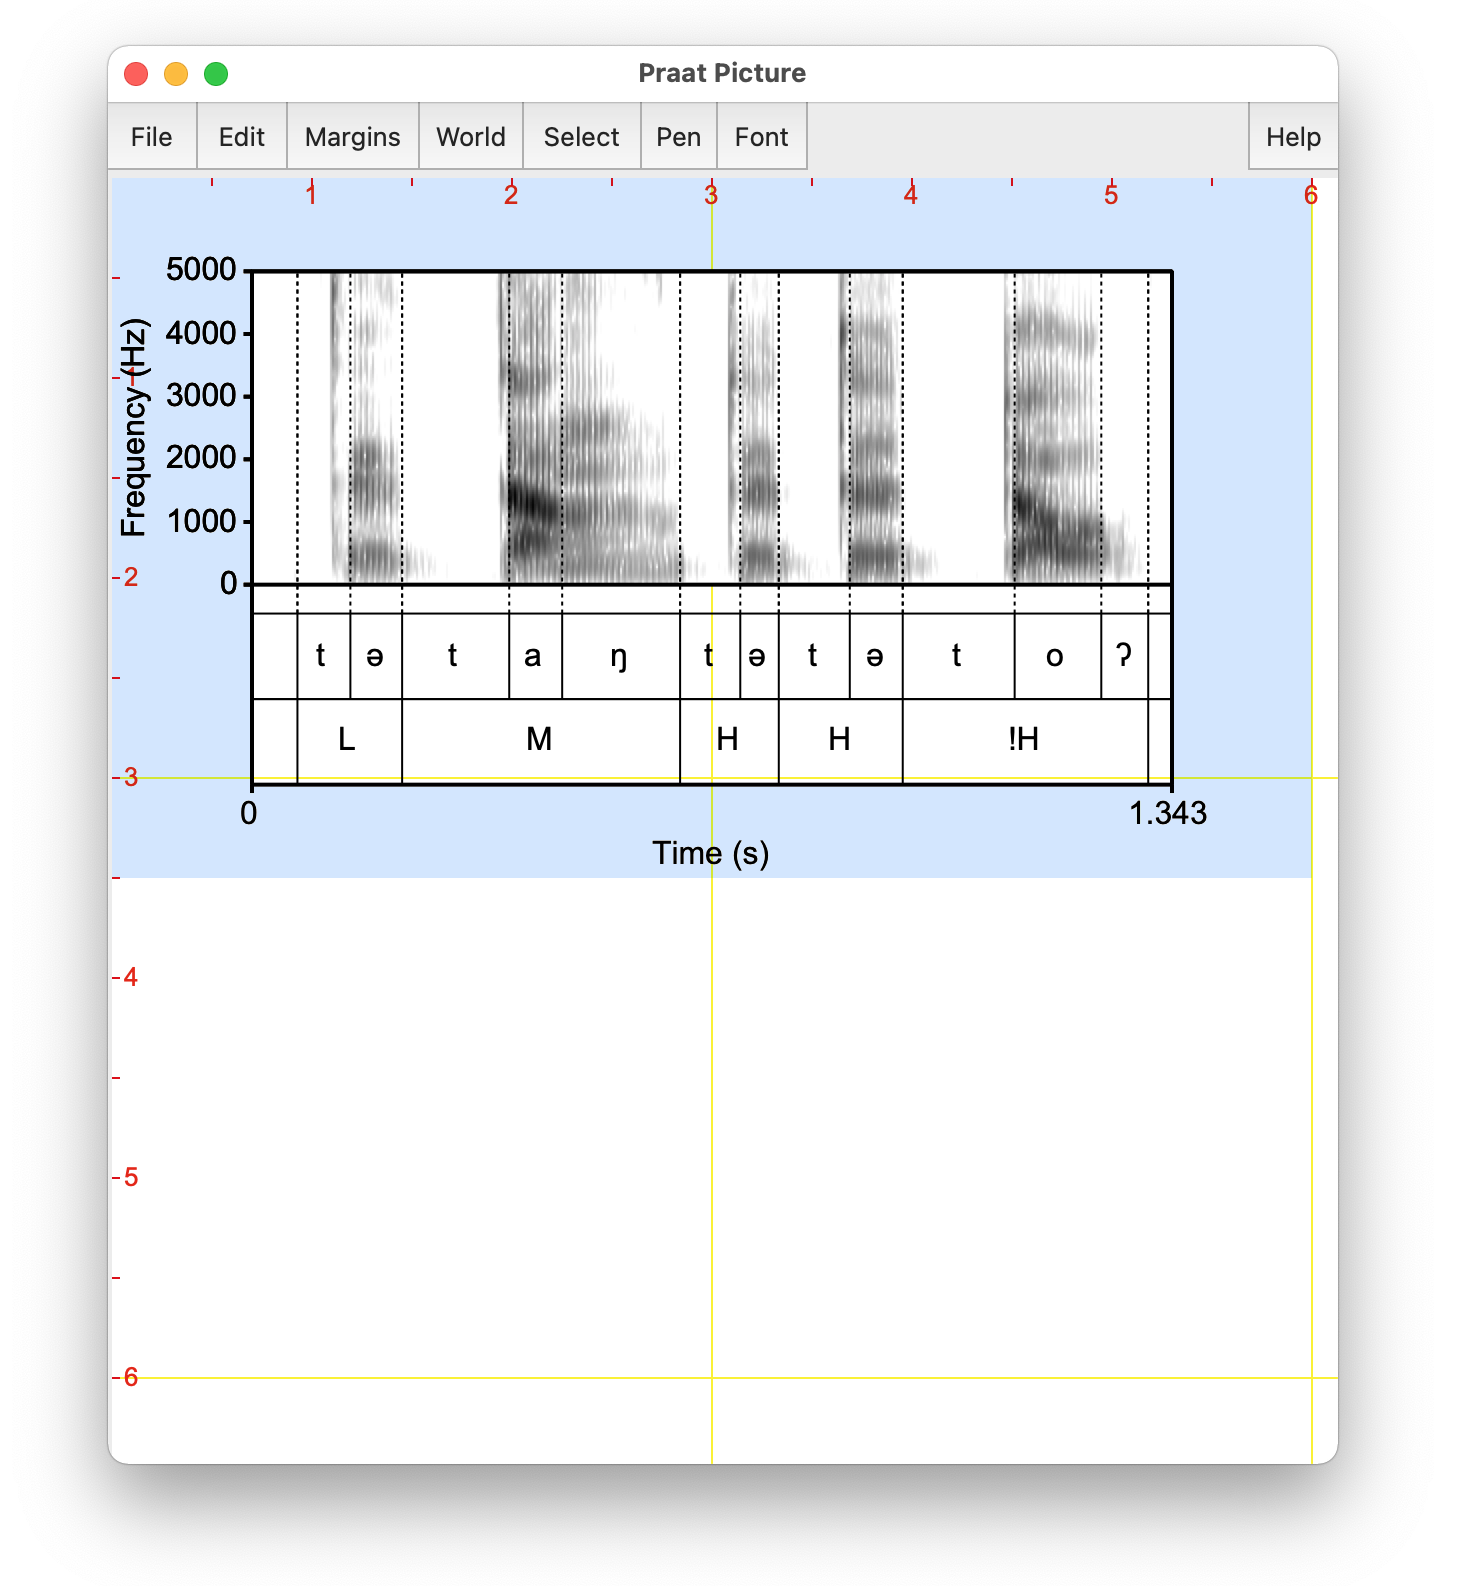 Praat Picture
File Edit Margins World Select Pen Font Help
1 2 3 4 5 6
5000
4000
3000
2000
1000
0
Frequency (Hz)
2
3
4
5
6
t ə t a ŋ t ə t ə t o ʔ
L M H H !H
0 1.343
Time (s)